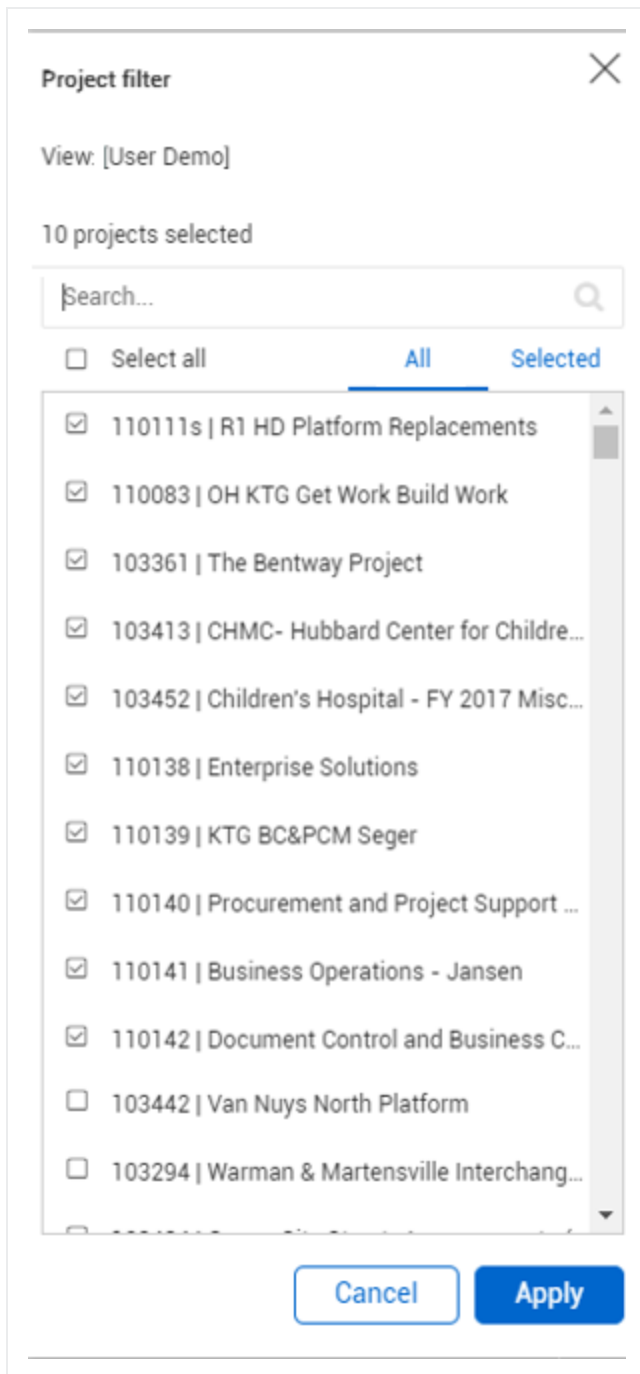 Project filter
View: [User Demo]
10 projects selected
Search...
Select all All Selected
110111s | R1 HD Platform Replacements
110083 | OH KTG Get Work Build Work
103361 | The Bentway Project
103413 | CHMC- Hubbard Center for Childre...
103452 | Children's Hospital - FY 2017 Misc...
110138 | Enterprise Solutions
110139 | KTG BC&PCM Seger
110140 | Procurement and Project Support ...
110141 | Business Operations - Jansen
110142 | Document Control and Business C...
103442 | Van Nuys North Platform
103294 | Warman & Martensville Interchang...
Cancel Apply